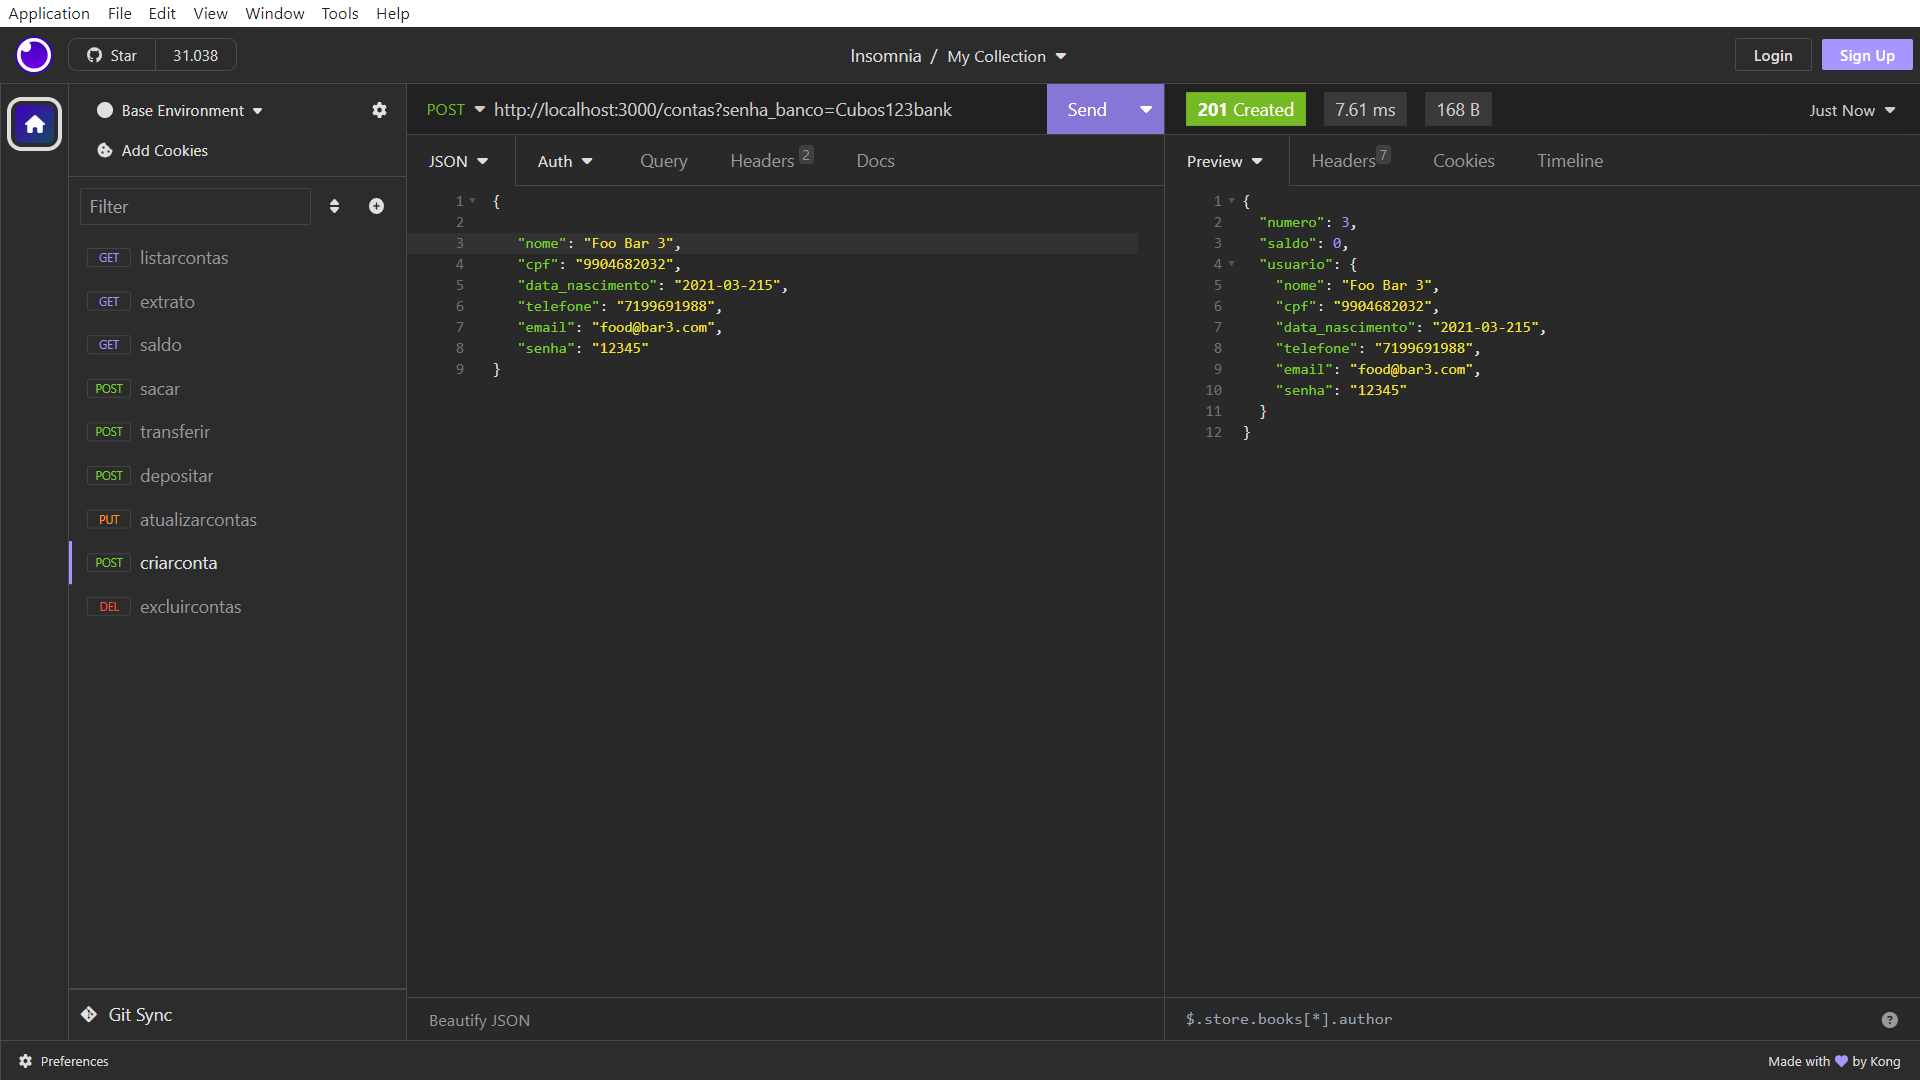 Application File Edit View Window Tools Help
Star 31.038
Insomnia / My Collection
Login Sign Up
Base Environment
Add Cookies
Filter
GET listarcontas
GET extrato
GET saldo
POST sacar
POST transferir
POST depositar
PUT atualizarcontas
POST criarconta
DEL excluircontas
Git Sync
Preferences
POST http://localhost:3000/contas?senha_banco=Cubos123bank Send
JSON Auth Query Headers 2 Docs
1 {
2
3 "nome": "Foo Bar 3",
4 "cpf": "9904682032",
5 "data_nascimento": "2021-03-215",
6 "telefone": "7199691988",
7 "email": "food@bar3.com",
8 "senha": "12345"
9 }
Beautify JSON
201 Created 7.61 ms 168 B Just Now
Preview Headers 7 Cookies Timeline
1 {
2 "numero": 3,
3 "saldo": 0,
4 "usuario": {
5 "nome": "Foo Bar 3",
6 "cpf": "9904682032",
7 "data_nascimento": "2021-03-215",
8 "telefone": "7199691988",
9 "email": "food@bar3.com",
10 "senha": "12345"
11 }
12 }
$.store.books[*].author
?
Made with 💜 by Kong